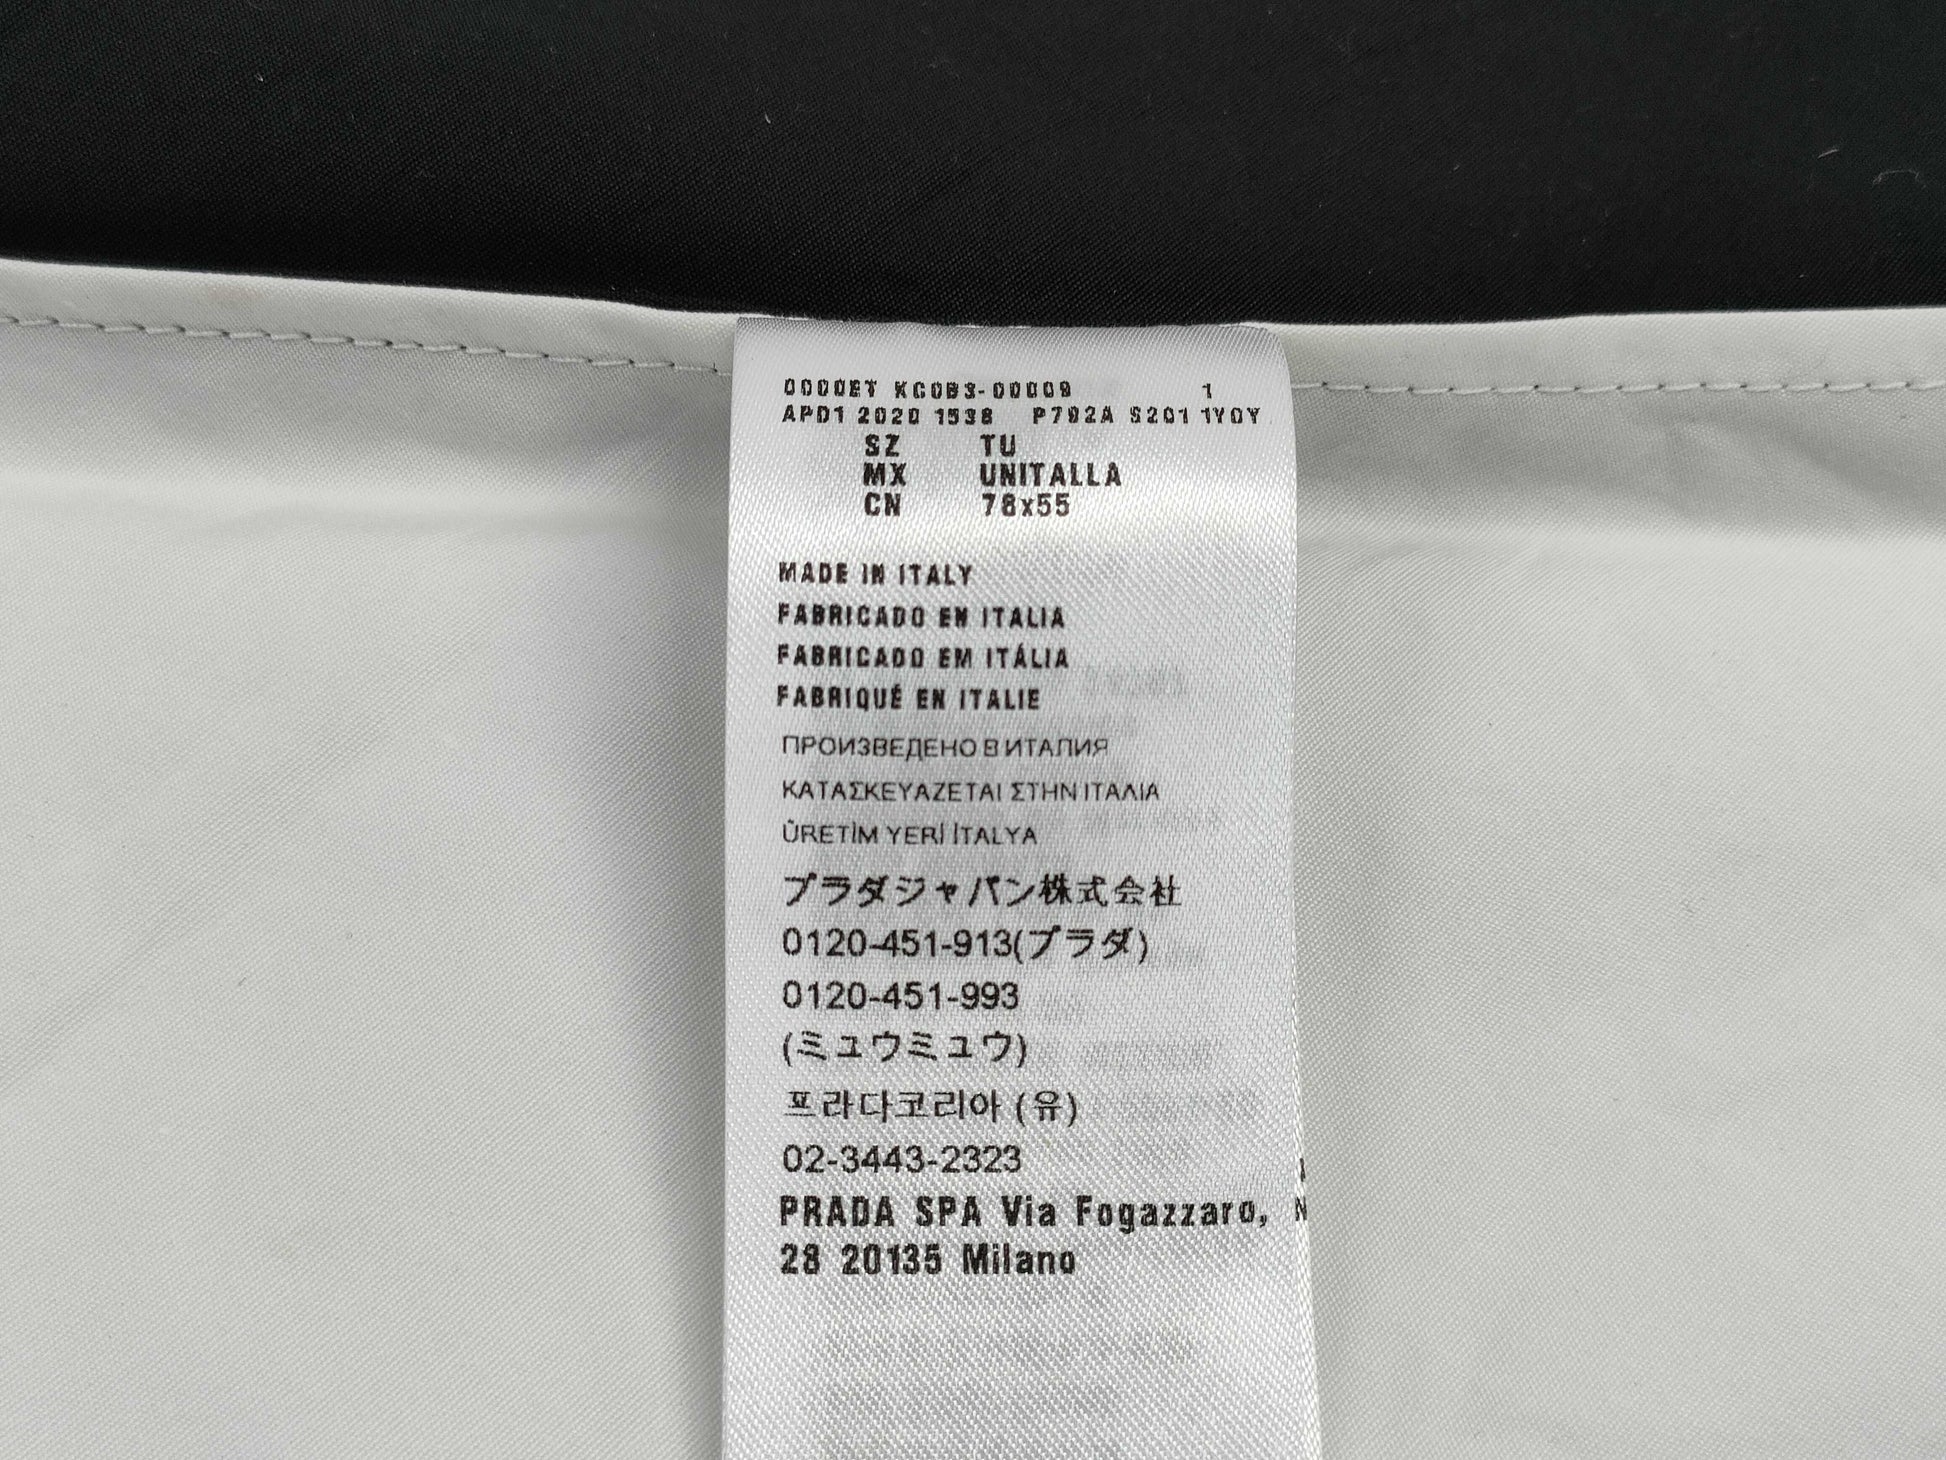 0000ET KC0B3-00009 1
APD1 2020 1538 P792A S201 1Y0Y
SZ TU
MX UNITALLA
CN 78x55
MADE IN ITALY
FABRICADO EN ITALIA
FABRICADO EM ITÁLIA
FABRIQUÉ EN ITALIE
ПРОИЗВЕДЕНО В ИТАЛИЯ
ΚΑΤΑΣΚΕΥΑΖΕΤΑΙ ΣΤΗΝ ΙΤΑΛΙΑ
ÜRETİM YERİ İTALYA
プラダジャパン株式会社
0120-451-913(プラダ)
0120-451-993
(ミュウミュウ)
프라다코리아 (유)
02-3443-2323
PRADA SPA Via Fogazzaro,
28 20135 Milano